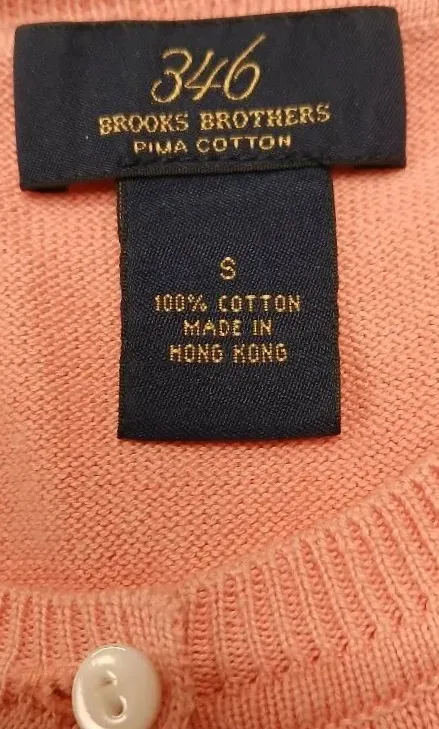 346
BROOKS BROTHERS
PIMA COTTON
S
100% COTTON
MADE IN
HONG KONG